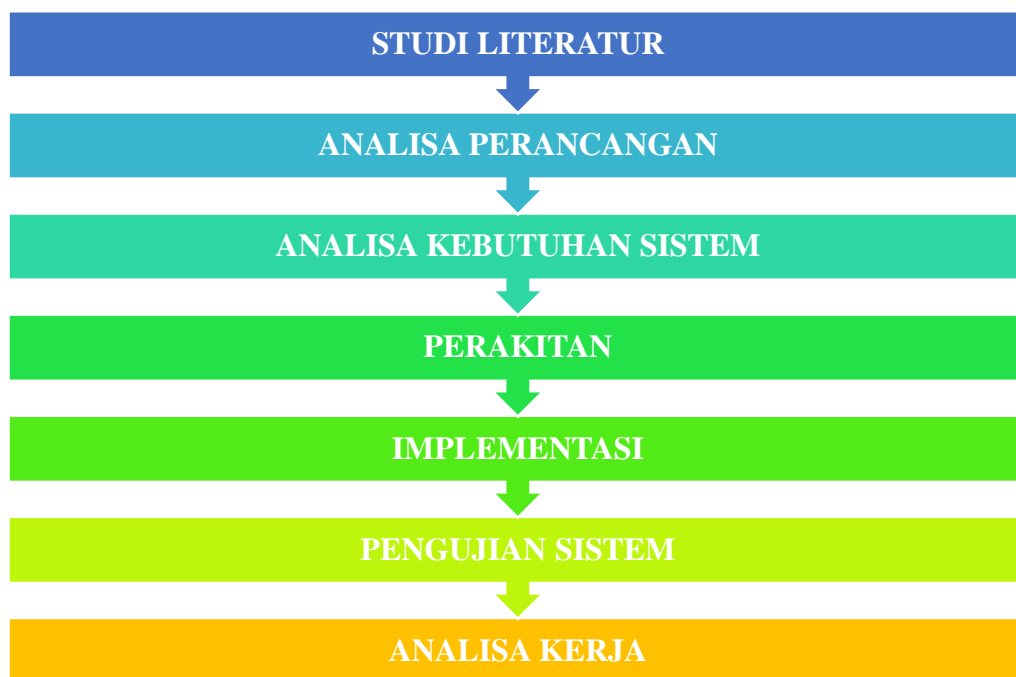 STUDI LITERATUR
ANALISA PERANCANGAN
ANALISA KEBUTUHAN SISTEM
PERAKITAN
IMPLEMENTASI
PENGUJIAN SISTEM
ANALISA KERJA